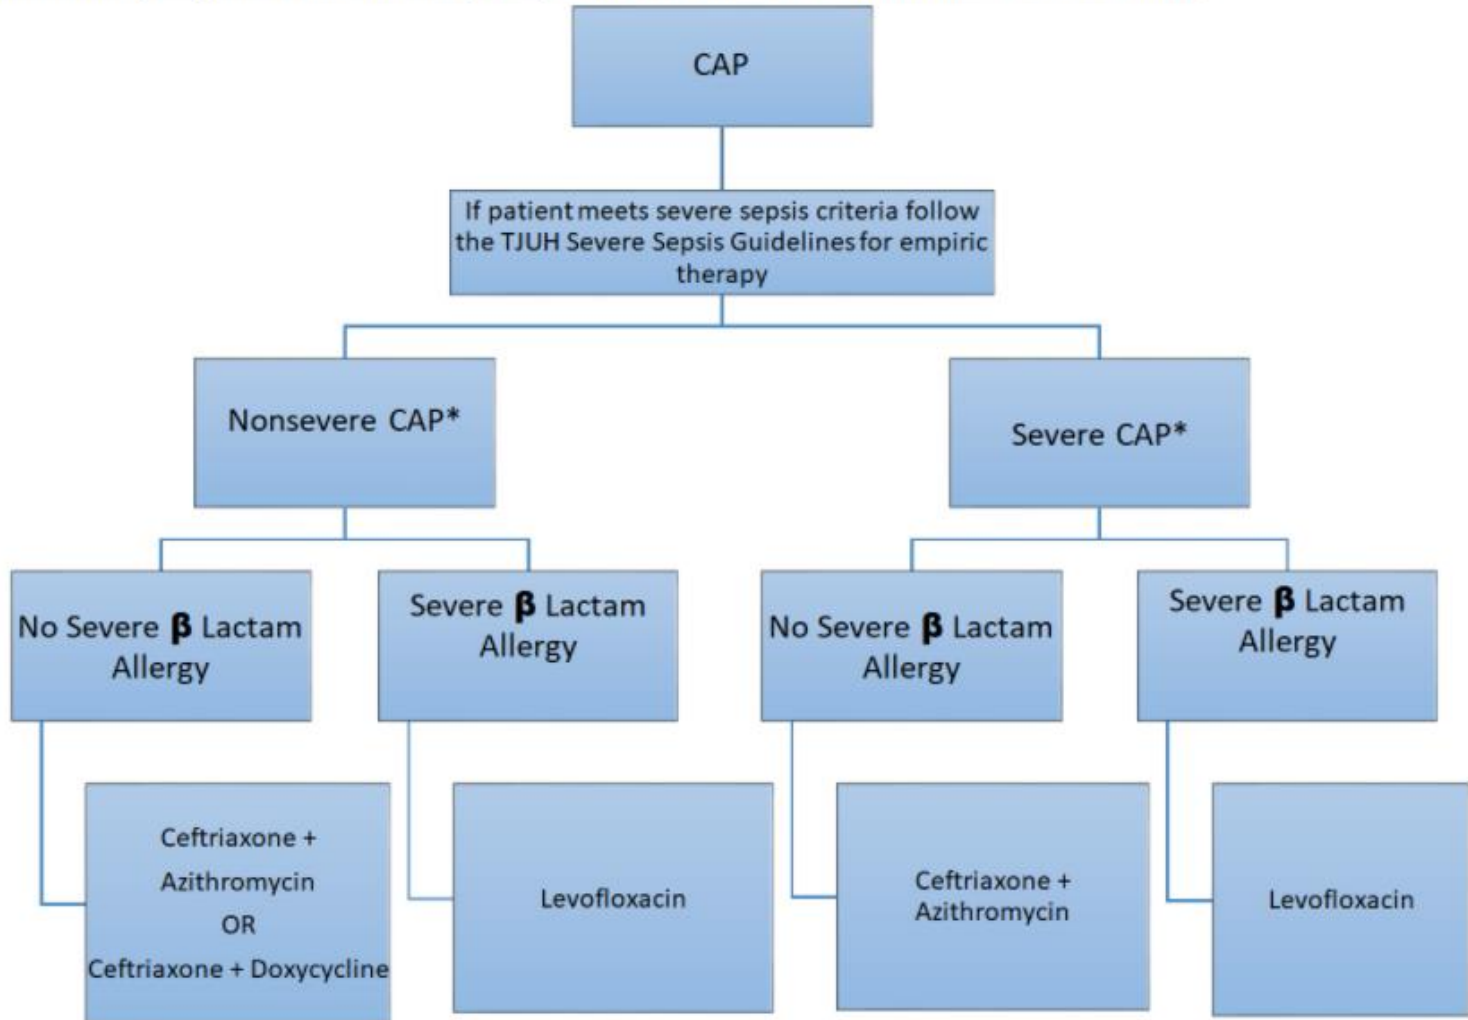 CAP
If patient meets severe sepsis criteria follow
the TJUH Severe Sepsis Guidelines for empiric
therapy
Nonsevere CAP*
Severe CAP*
No Severe β Lactam
Allergy
Severe β Lactam
Allergy
No Severe β Lactam
Allergy
Severe β Lactam
Allergy
Ceftriaxone +
Azithromycin
OR
Ceftriaxone + Doxycycline
Levofloxacin
Ceftriaxone +
Azithromycin
Levofloxacin